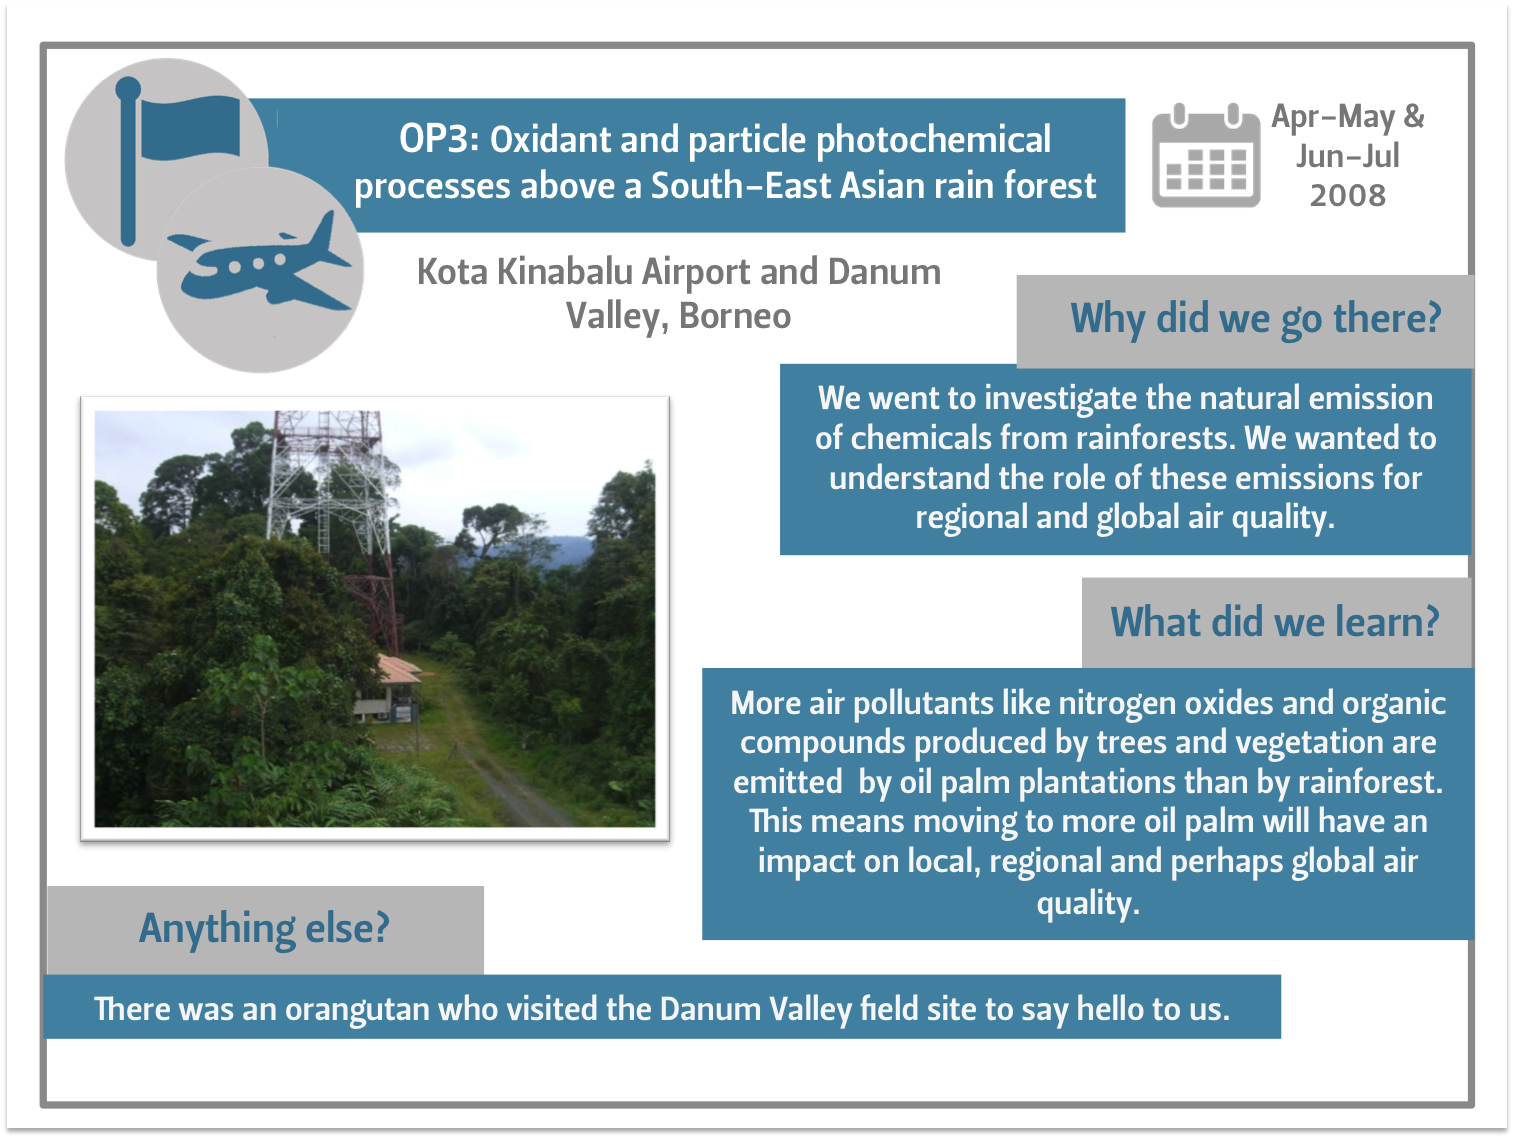 OP3: Oxidant and particle photochemical
processes above a South-East Asian rain forest
Apr-May &
Jun-Jul
2008
Kota Kinabalu Airport and Danum
Valley, Borneo
Why did we go there?
We went to investigate the natural emission
of chemicals from rainforests. We wanted to
understand the role of these emissions for
regional and global air quality.
What did we learn?
More air pollutants like nitrogen oxides and organic
compounds produced by trees and vegetation are
emitted  by oil palm plantations than by rainforest.
This means moving to more oil palm will have an
impact on local, regional and perhaps global air
quality.
Anything else?
There was an orangutan who visited the Danum Valley field site to say hello to us.